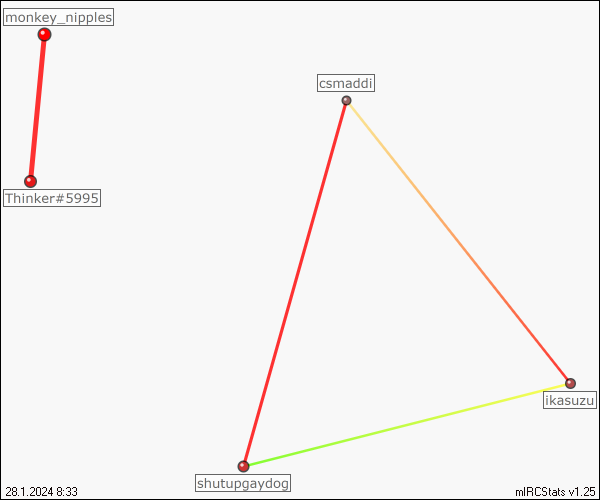 monkey_nipples
csmaddi
Thinker#5995
ikasuzu
shutupgaydog
28.1.2024 8:33
mIRCStats v1.25